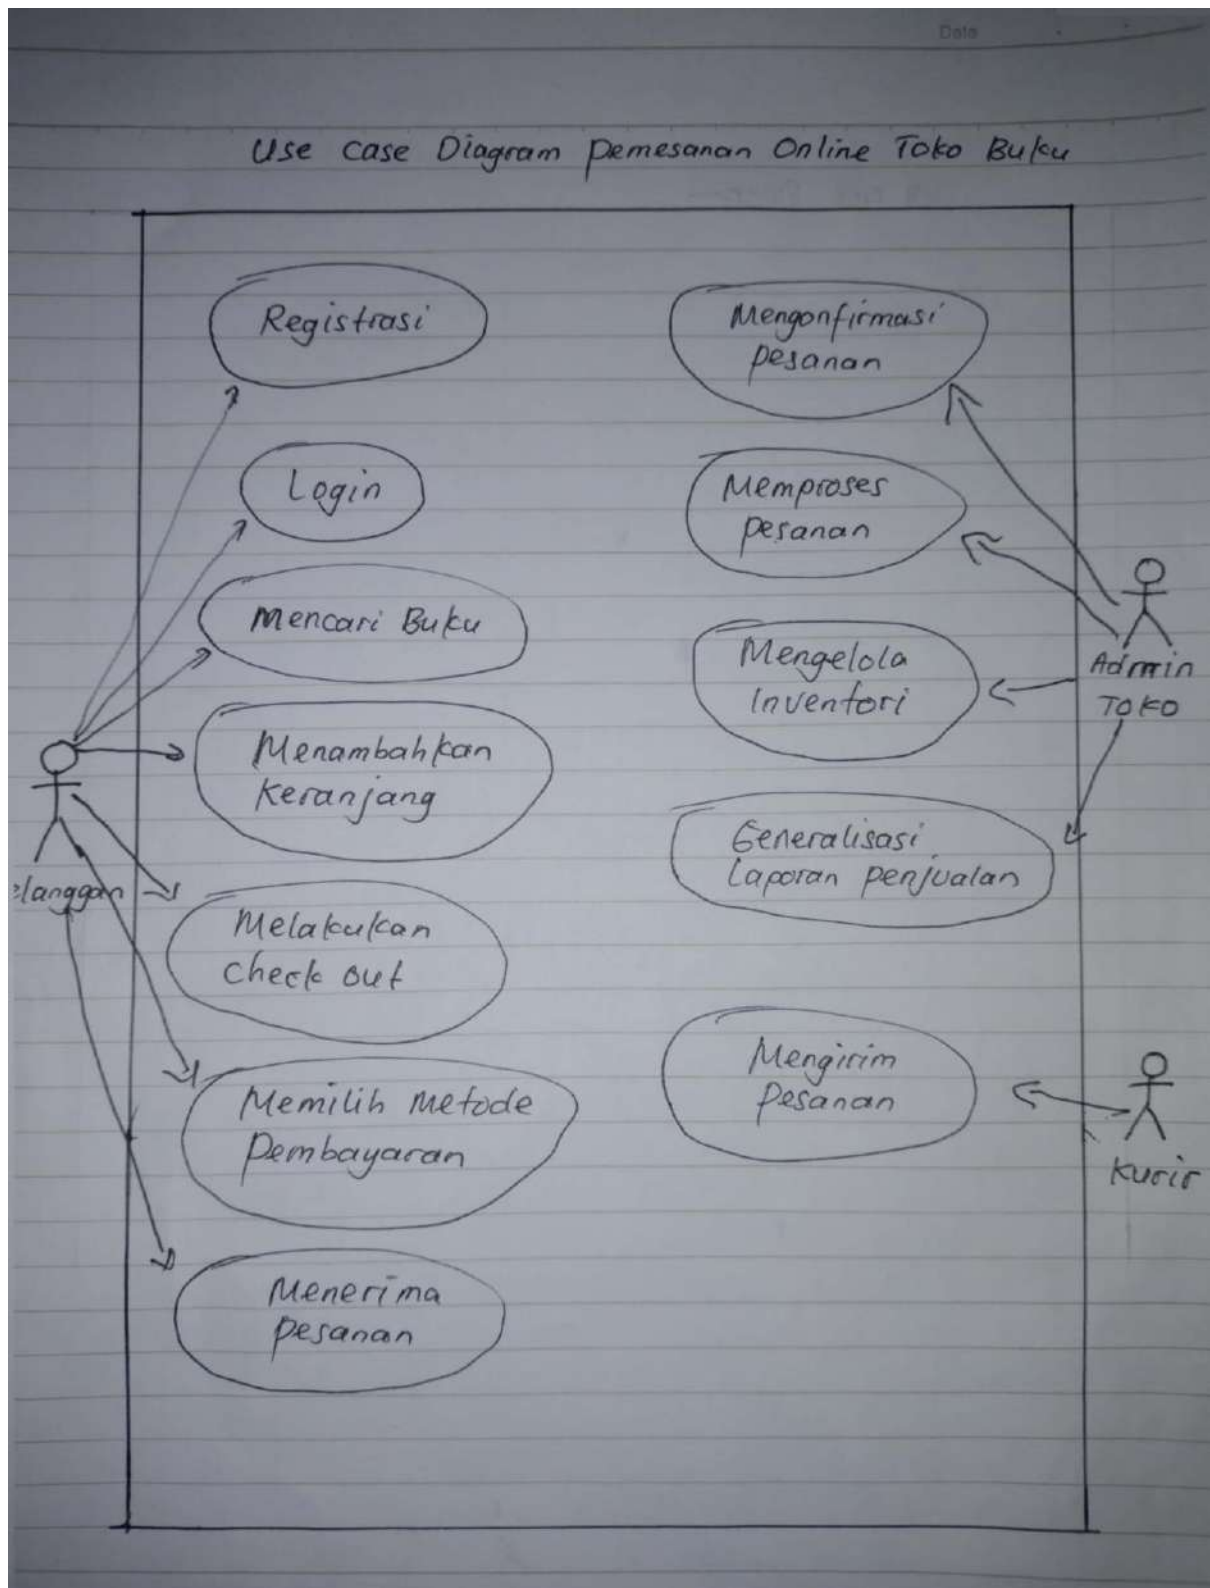 Date
Use Case Diagram Pemesanan Online Toko Buku
Registrasi
Login
Mencari Buku
Menambahkan
Keranjang
Melakukan
Check out
Memilih Metode
Pembayaran
Menerima
Pesanan
elanggan
Mengonfirmasi
pesanan
Memproses
pesanan
Mengelola
Inventori
Generalisasi
Laporan penjualan
Mengirim
Pesanan
Admin
Toko
Kurir